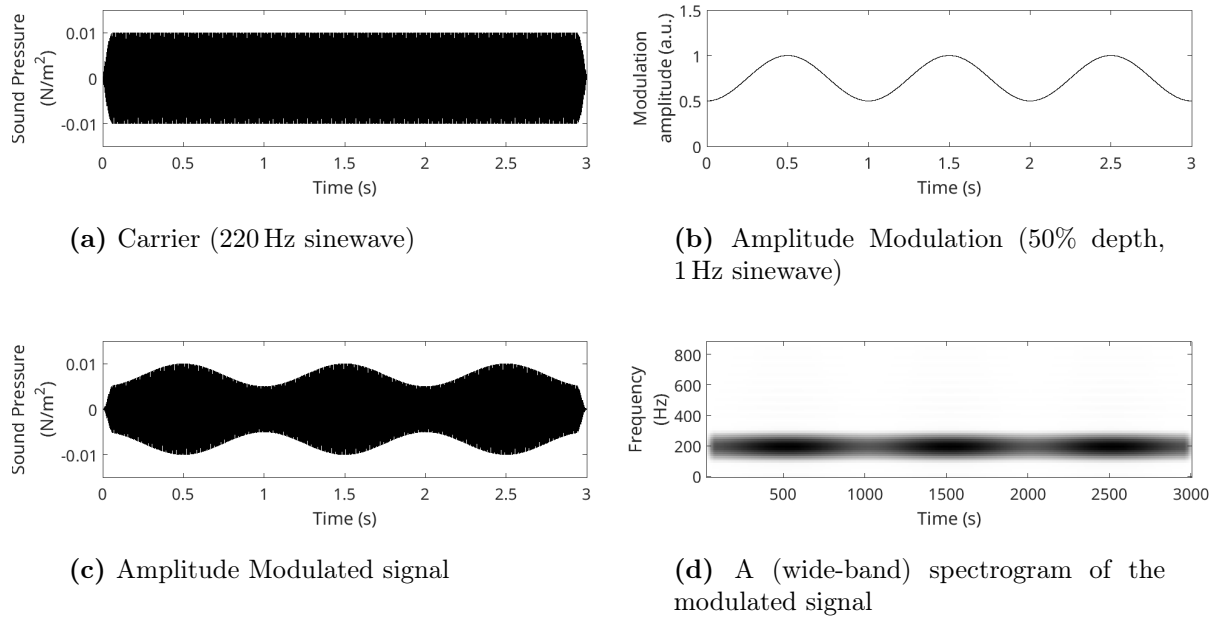 Sound Pressure
(N/m²)
0.01
0
-0.01
0 0.5 1 1.5 2 2.5 3
Time (s)
(a) Carrier (220 Hz sinewave)
Modulation
amplitude (a.u.)
1.5
1
0.5
0
0 0.5 1 1.5 2 2.5 3
Time (s)
(b) Amplitude Modulation (50% depth,
1 Hz sinewave)
Sound Pressure
(N/m²)
0.01
0
-0.01
0 0.5 1 1.5 2 2.5 3
Time (s)
(c) Amplitude Modulated signal
Frequency
(Hz)
800
600
400
200
0
500 1000 1500 2000 2500 3000
Time (s)
(d) A (wide-band) spectrogram of the
modulated signal